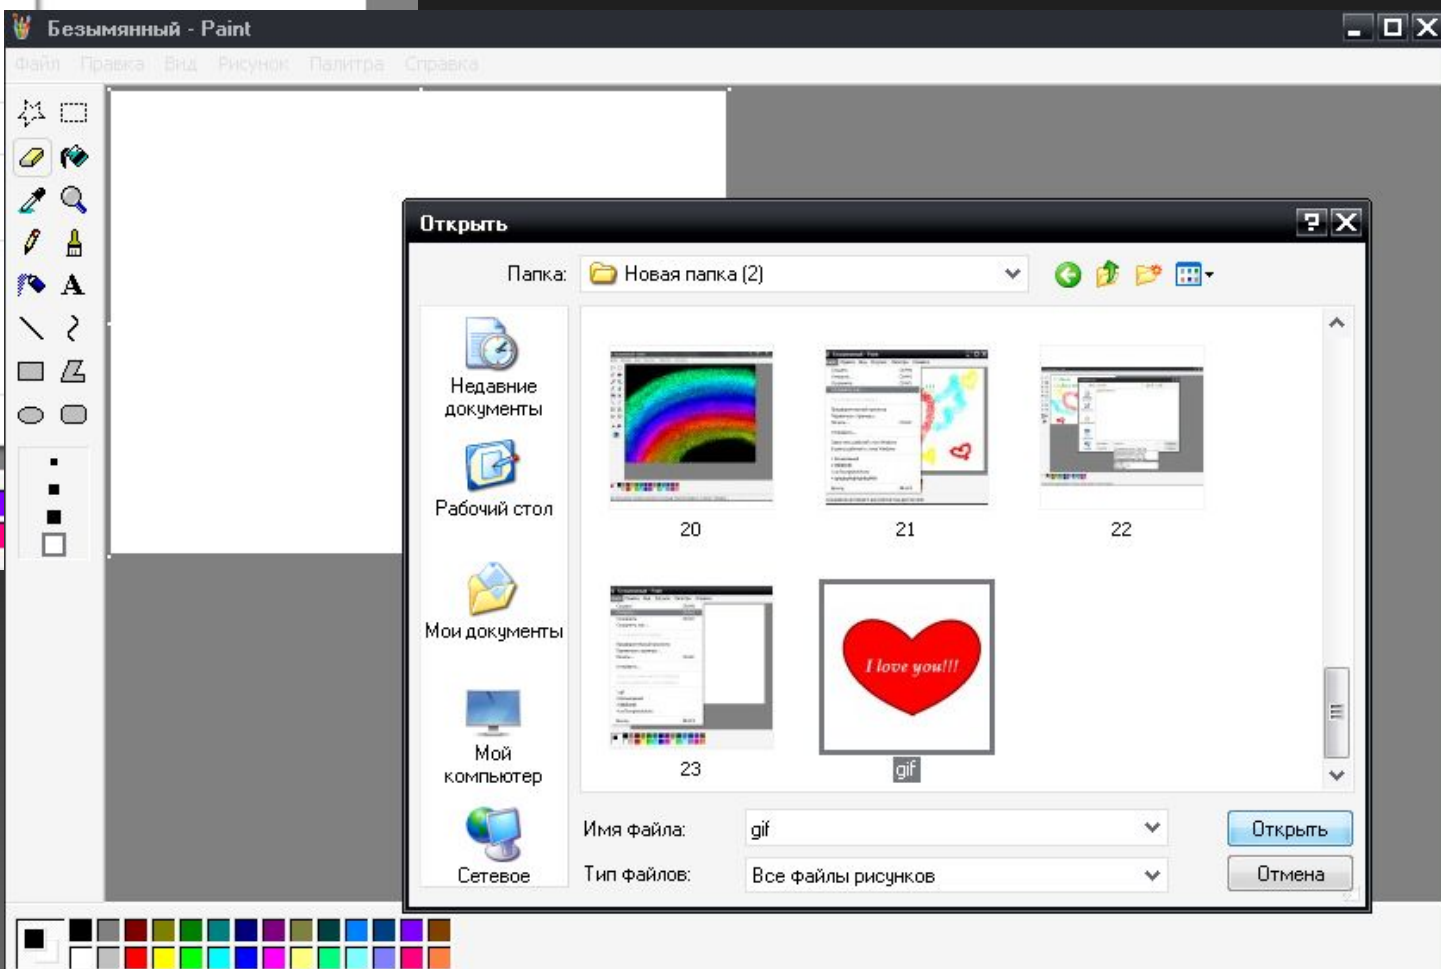 Безымянный - Paint
Файл Правка Вид Рисунок Палитра Справка
A
Открыть
Папка: Новая папка (2)
Недавние
документы
Рабочий стол
Мои документы
Мой
компьютер
Сетевое
20
21
22
23
I love you!!!
gif
Имя файла: gif
Открыть
Тип файлов: Все файлы рисунков
Отмена